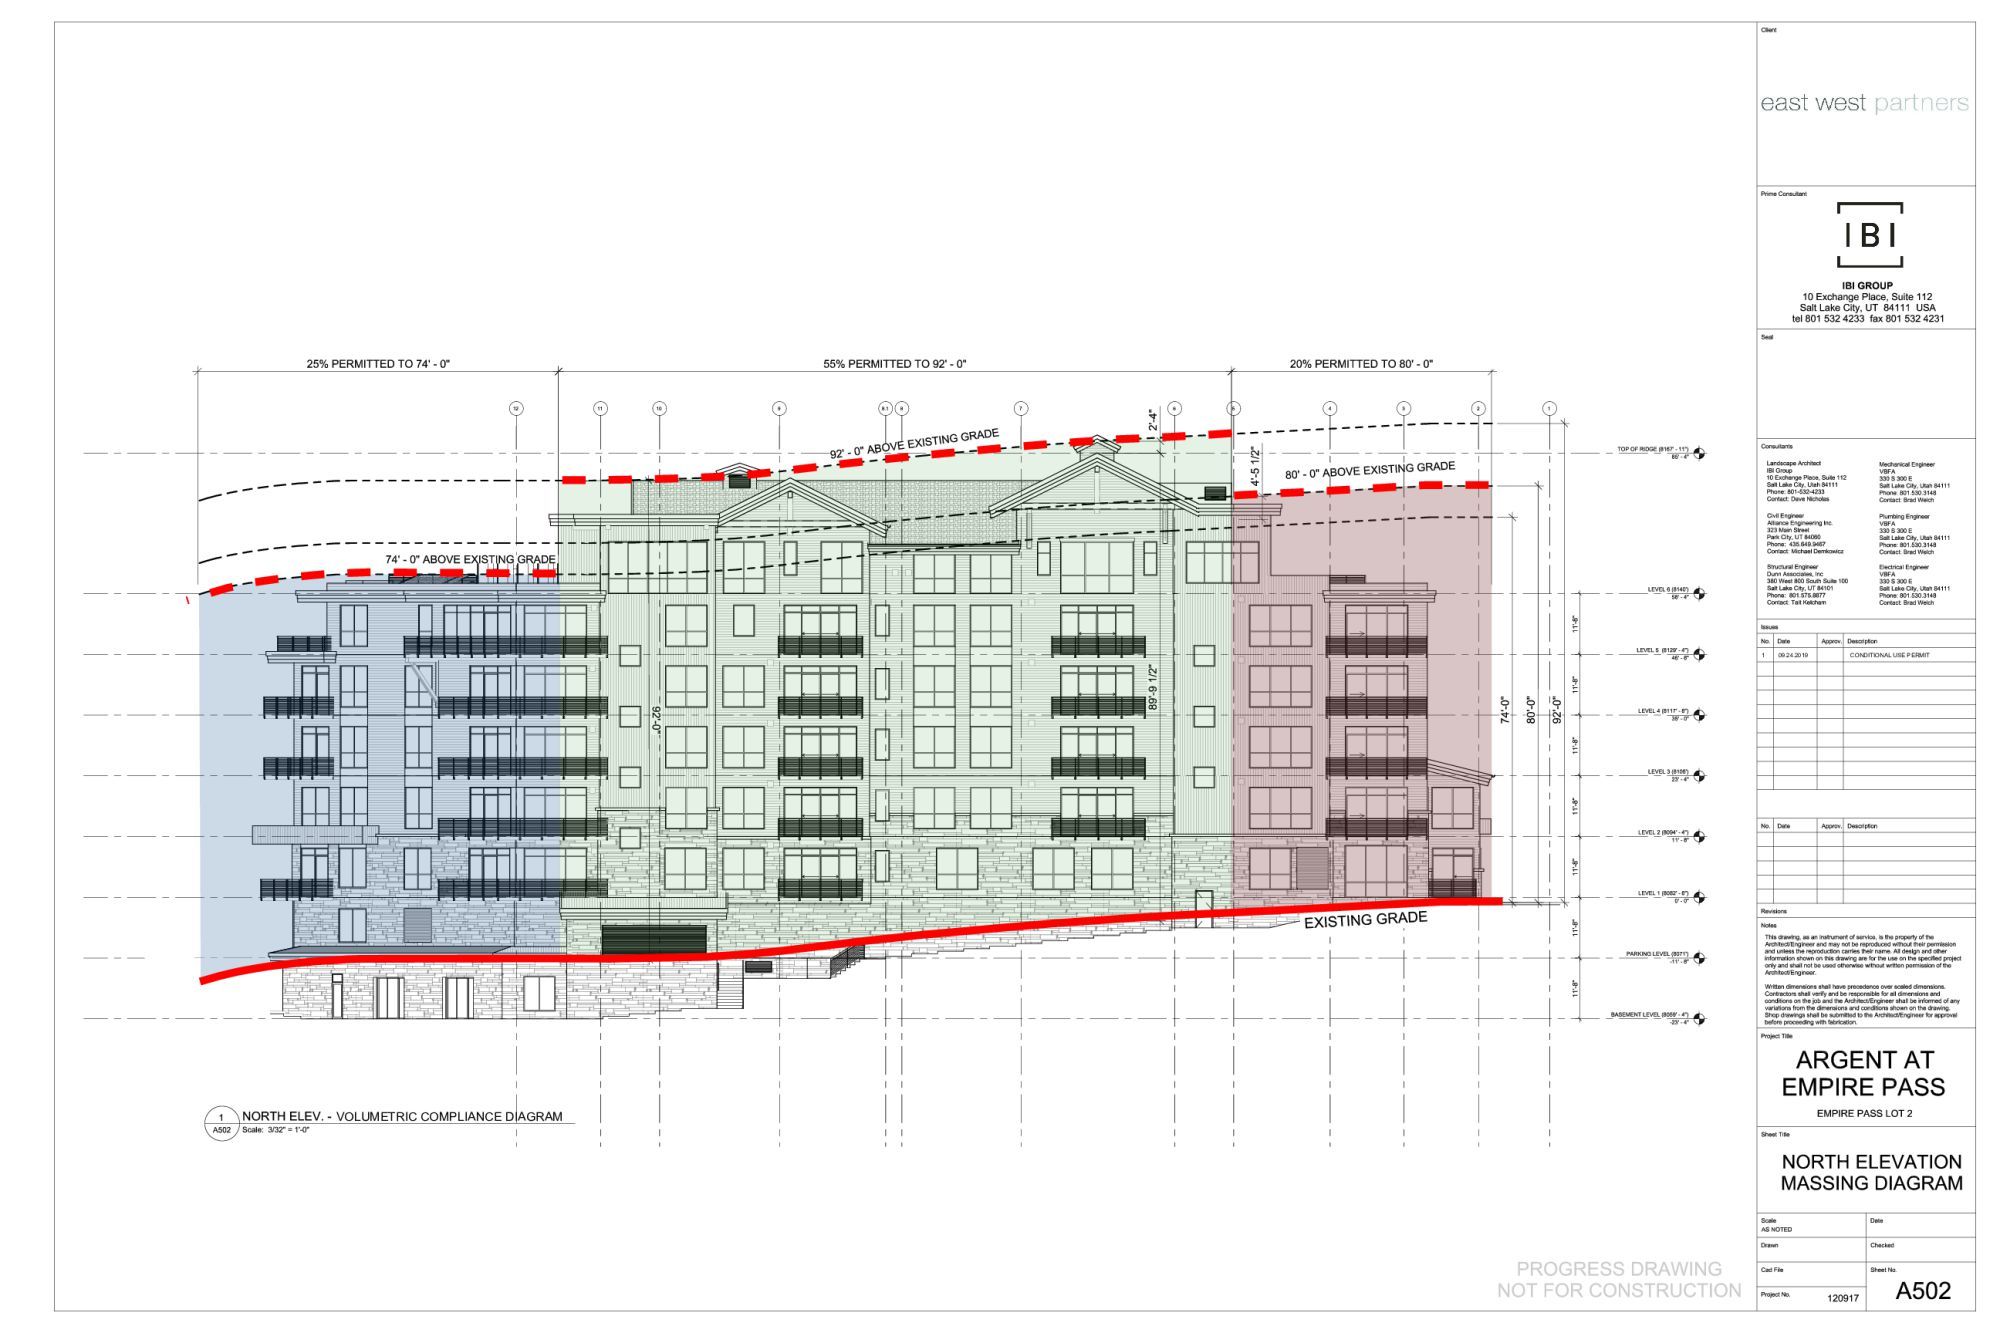 25% PERMITTED TO 74' - 0"
55% PERMITTED TO 92' - 0"
20% PERMITTED TO 80' - 0"
12
11
10
9
8.1
8
7
6
5
4
3
2
1
2'-4"
4'-5 1/2"
92' - 0" ABOVE EXISTING GRADE
80' - 0" ABOVE EXISTING GRADE
74' - 0" ABOVE EXISTING GRADE
92'-0"
89'-9 1/2"
74'-0"
80'-0"
92'-0"
TOP OF RIDGE (8167' - 11")
LEVEL 6 (8140')
58' - 4"
11'-8"
LEVEL 5 (8129' - 4")
46' - 8"
11'-8"
LEVEL 4 (8117' - 8")
35' - 0"
11'-8"
LEVEL 3 (8106')
23' - 4"
11'-8"
LEVEL 2 (8094' - 4")
11' - 8"
11'-8"
LEVEL 1 (8082' - 8")
0' - 0"
11'-8"
PARKING LEVEL (8071')
-11' - 8"
11'-8"
BASEMENT LEVEL (8059' - 4")
-23' - 4"
EXISTING GRADE
1
A502
NORTH ELEV. - VOLUMETRIC COMPLIANCE DIAGRAM
Scale: 3/32" = 1'-0"
PROGRESS DRAWING
NOT FOR CONSTRUCTION
Client
east west partners
Prime Consultant
IBI
IBI GROUP
10 Exchange Place, Suite 112
Salt Lake City, UT 84111 USA
tel 801 532 4233 fax 801 532 4231
Seal
Consultants
Landscape Architect
IBI Group
10 Exchange Place, Suite 112
Salt Lake City, Utah 84111
Phone: 801-532-4233
Contact: Dave Nicholas
Mechanical Engineer
VBFA
330 S 300 E
Salt Lake City, Utah 84111
Phone: 801.530.3148
Contact: Brad Welch
Civil Engineer
Alliance Engineering Inc.
323 Main Street
Park City, UT 84060
Phone: 435.649.9467
Contact: Michael Demkowicz
Plumbing Engineer
VBFA
330 S 300 E
Salt Lake City, Utah 84111
Phone: 801.530.3148
Contact: Brad Welch
Structural Engineer
Dunn Associates, Inc
380 West 800 South Suite 100
Salt Lake City, UT 84101
Phone: 801.575.8877
Contact: Tait Ketcham
Electrical Engineer
VBFA
330 S 300 E
Salt Lake City, Utah 84111
Phone: 801.530.3148
Contact: Brad Welch
Issues
No. Date Approv. Description
1 09.24.2019 CONDITIONAL USE PERMIT
No. Date Approv. Description
Revisions
Notes
This drawing, as an instrument of service, is the property of the
Architect/Engineer and may not be reproduced without their permission
and unless the reproduction carries their name. All design and other
information shown on this drawing are for the use on the specified project
only and shall not be used otherwise without written permission of the
Architect/Engineer.
Written dimensions shall have precedence over scaled dimensions.
Contractors shall verify and be responsible for all dimensions and
conditions on the job and the Architect/Engineer shall be informed of any
variations from the dimensions and conditions shown on the drawing.
Shop drawings shall be submitted to the Architect/Engineer for approval
before proceeding with fabrication.
Project Title
ARGENT AT
EMPIRE PASS
EMPIRE PASS LOT 2
Sheet Title
NORTH ELEVATION
MASSING DIAGRAM
Scale
AS NOTED
Date
Drawn
Checked
Cad File
Sheet No.
A502
Project No.
120917